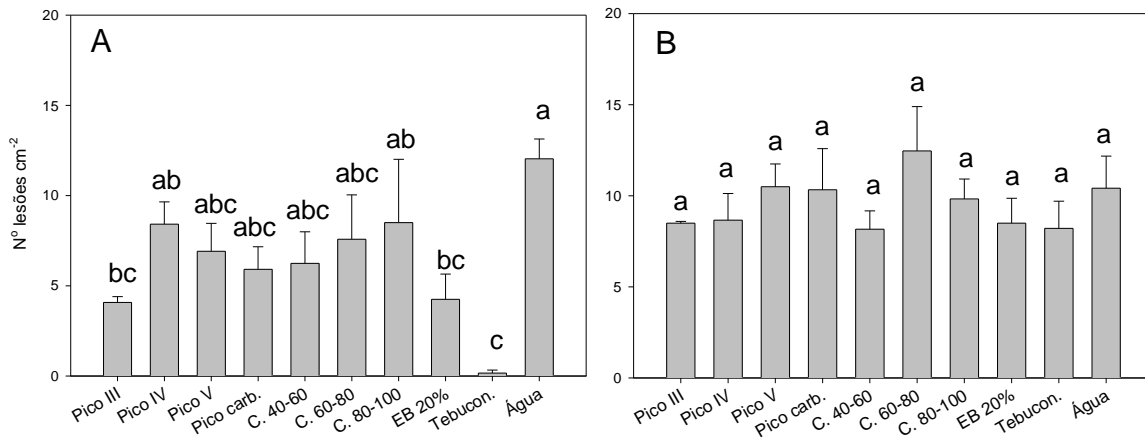 A
B
20
15
10
5
0
Nº lesões cm-2
bc
ab
abc
abc
abc
abc
ab
bc
c
a
Pico III
Pico IV
Pico V
Pico carb.
C. 40-60
C. 60-80
C. 80-100
EB 20%
Tebucon.
Água
20
15
10
5
0
a
a
a
a
a
a
a
a
a
a
Pico III
Pico IV
Pico V
Pico carb.
C. 40-60
C. 60-80
C. 80-100
EB 20%
Tebucon.
Água